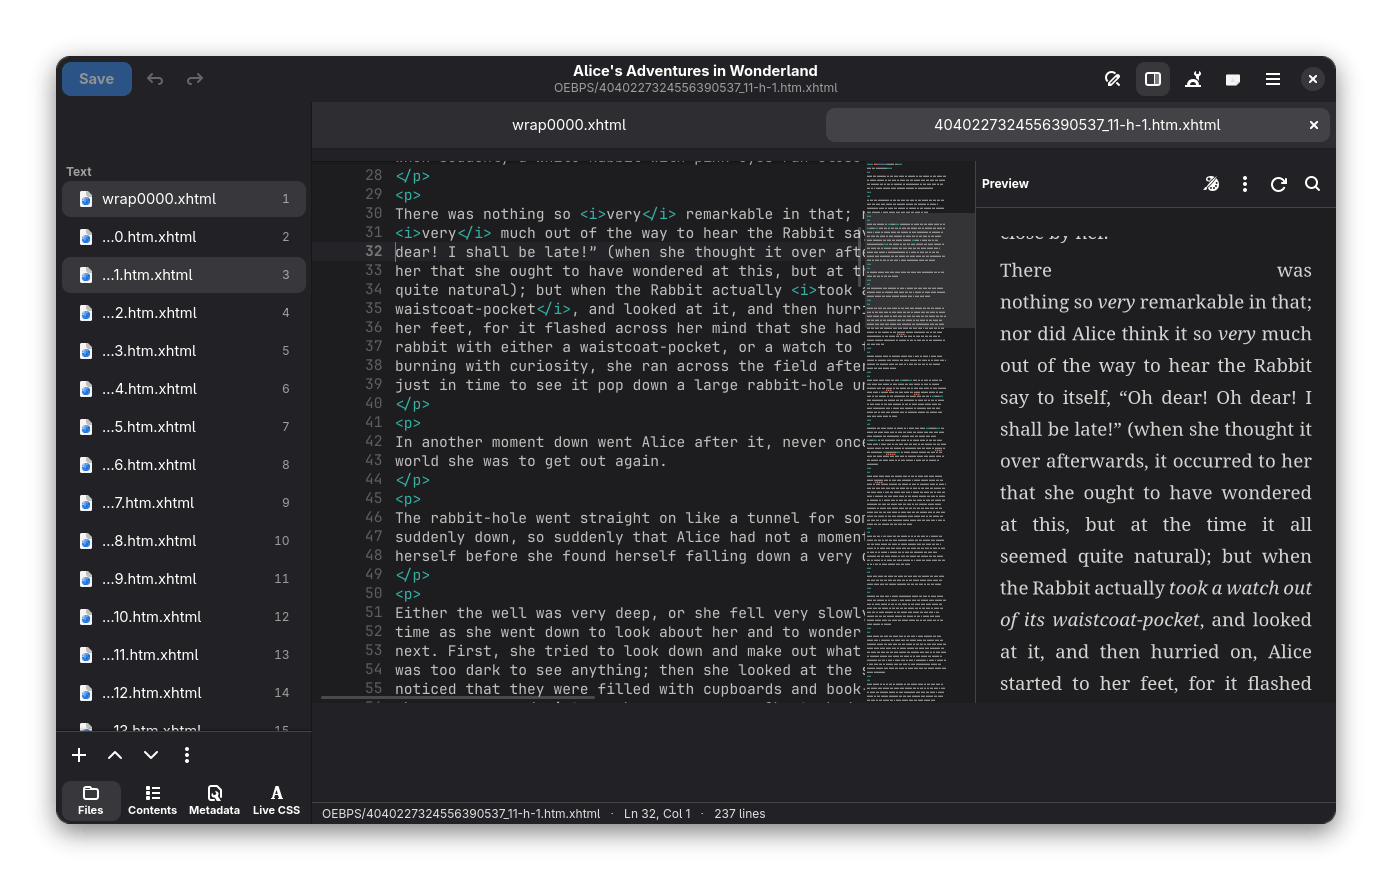 Save
Alice's Adventures in Wonderland
OEBPS/4040227324556390537_11-h-1.htm.xhtml
wrap0000.xhtml
4040227324556390537_11-h-1.htm.xhtml
Text
wrap0000.xhtml 1
...0.htm.xhtml 2
...1.htm.xhtml 3
...2.htm.xhtml 4
...3.htm.xhtml 5
...4.htm.xhtml 6
...5.htm.xhtml 7
...6.htm.xhtml 8
...7.htm.xhtml 9
...8.htm.xhtml 10
...9.htm.xhtml 11
...10.htm.xhtml 12
...11.htm.xhtml 13
...12.htm.xhtml 14
...13.htm.xhtml 15
Files
Contents
Metadata
Live CSS
28 </p>
29 <p>
30 There was nothing so <i>very</i> remarkable in that;
31 <i>very</i> much out of the way to hear the Rabbit say
32 dear! I shall be late!” (when she thought it over
33 her that she ought to have wondered at this, but at
34 quite natural); but when the Rabbit actually <i>took
35 waistcoat-pocket</i>, and looked at it, and then
36 her feet, for it flashed across her mind that she had
37 rabbit with either a waistcoat-pocket, or a watch to
38 burning with curiosity, she ran across the field after
39 just in time to see it pop down a large rabbit-hole
40 </p>
41 <p>
42 In another moment down went Alice after it, never once
43 world she was to get out again.
44 </p>
45 <p>
46 The rabbit-hole went straight on like a tunnel for
47 suddenly down, so suddenly that Alice had not a moment
48 herself before she found herself falling down a very
49 </p>
50 <p>
51 Either the well was very deep, or she fell very slowly
52 time as she went down to look about her and to wonder
53 next. First, she tried to look down and make out what
54 was too dark to see anything; then she looked at the
55 noticed that they were filled with cupboards and book-
Preview
close by her.
There was
nothing so very remarkable in that;
nor did Alice think it so very much
out of the way to hear the Rabbit
say to itself, “Oh dear! Oh dear! I
shall be late!” (when she thought it
over afterwards, it occurred to her
that she ought to have wondered
at this, but at the time it all
seemed quite natural); but when
the Rabbit actually took a watch out
of its waistcoat-pocket, and looked
at it, and then hurried on, Alice
started to her feet, for it flashed
OEBPS/4040227324556390537_11-h-1.htm.xhtml · Ln 32, Col 1 · 237 lines